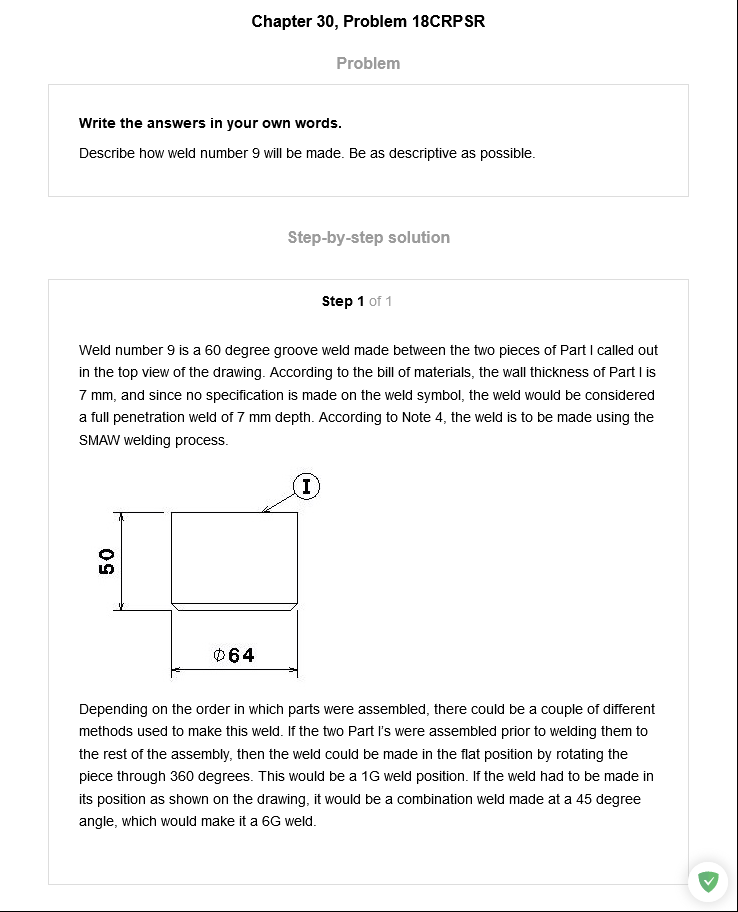 Chapter 30, Problem 18CRPSR
Problem
Write the answers in your own words.
Describe how weld number 9 will be made. Be as descriptive as possible.
Step-by-step solution
Step 1 of 1
Weld number 9 is a 60 degree groove weld made between the two pieces of Part I called out
in the top view of the drawing. According to the bill of materials, the wall thickness of Part I is
7 mm, and since no specification is made on the weld symbol, the weld would be considered
a full penetration weld of 7 mm depth. According to Note 4, the weld is to be made using the
SMAW welding process.
I
50
∅64
Depending on the order in which parts were assembled, there could be a couple of different
methods used to make this weld. If the two Part I's were assembled prior to welding them to
the rest of the assembly, then the weld could be made in the flat position by rotating the
piece through 360 degrees. This would be a 1G weld position. If the weld had to be made in
its position as shown on the drawing, it would be a combination weld made at a 45 degree
angle, which would make it a 6G weld.